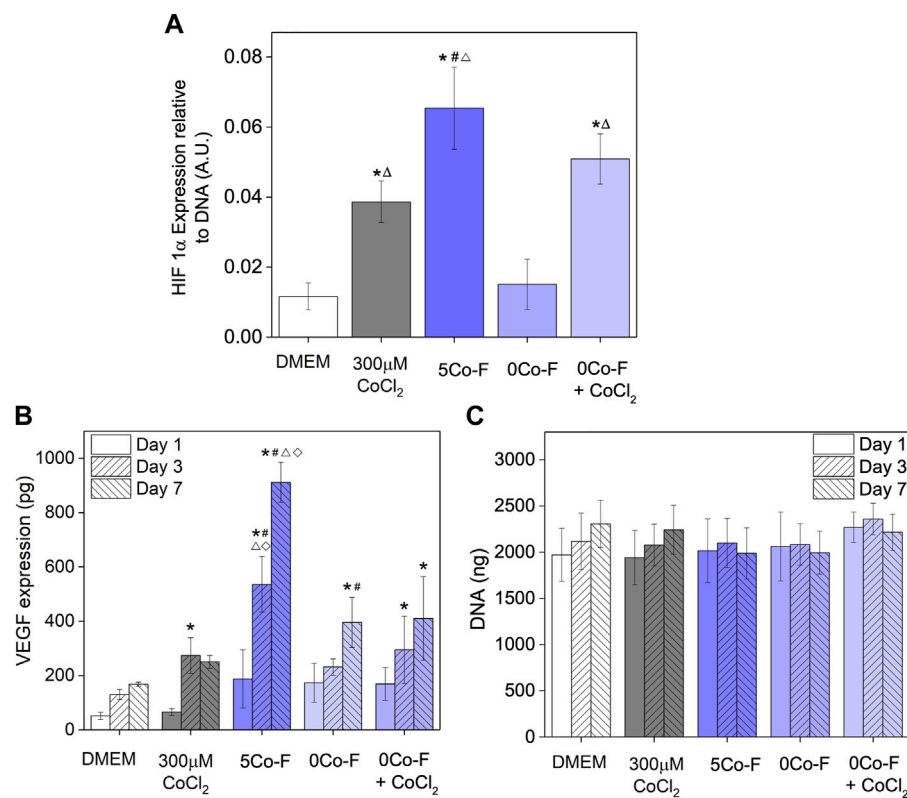 A
HIF 1α Expression relative
to DNA (A.U.)
0.08
0.06
0.04
0.02
0.00
*Δ
*#△
*Δ
DMEM
300μM
CoCl2
5Co-F
0Co-F
0Co-F
+ CoCl2
B
VEGF expression (pg)
1000
800
600
400
200
0
Day 1
Day 3
Day 7
*
*#
△◇
*#△◇
*#
*
*
DMEM
300μM
CoCl2
5Co-F
0Co-F
0Co-F
+ CoCl2
C
DNA (ng)
3000
2500
2000
1500
1000
500
0
Day 1
Day 3
Day 7
DMEM
300μM
CoCl2
5Co-F
0Co-F
0Co-F
+ CoCl2